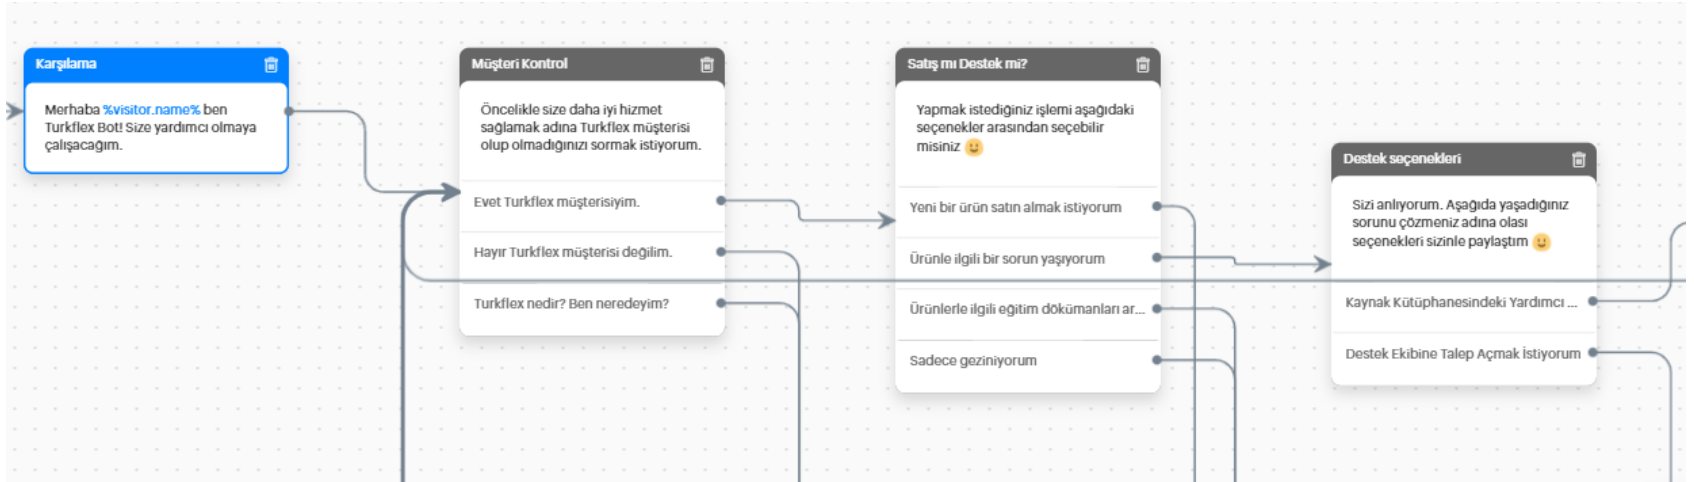 Karşılama
Merhaba %visitor.name% ben
Turkflex Bot! Size yardımcı olmaya
çalışacağım.
Müşteri Kontrol
Öncelikle size daha iyi hizmet
sağlamak adına Turkflex müşterisi
olup olmadığınızı sormak istiyorum.
Evet Turkflex müşterisiyim.
Hayır Turkflex müşterisi değilim.
Turkflex nedir? Ben neredeyim?
Satış mı Destek mi?
Yapmak istediğiniz işlemi aşağıdaki
seçenekler arasından seçebilir
misiniz 🙂
Yeni bir ürün satın almak istiyorum
Ürünle ilgili bir sorun yaşıyorum
Ürünlerle ilgili eğitim dökümanları ar...
Sadece geziniyorum
Destek seçenekleri
Sizi anlıyorum. Aşağıda yaşadığınız
sorunu çözmeniz adına olası
seçenekleri sizinle paylaştım 🙂
Kaynak Kütüphanesindeki Yardımcı ...
Destek Ekibine Talep Açmak İstiyorum